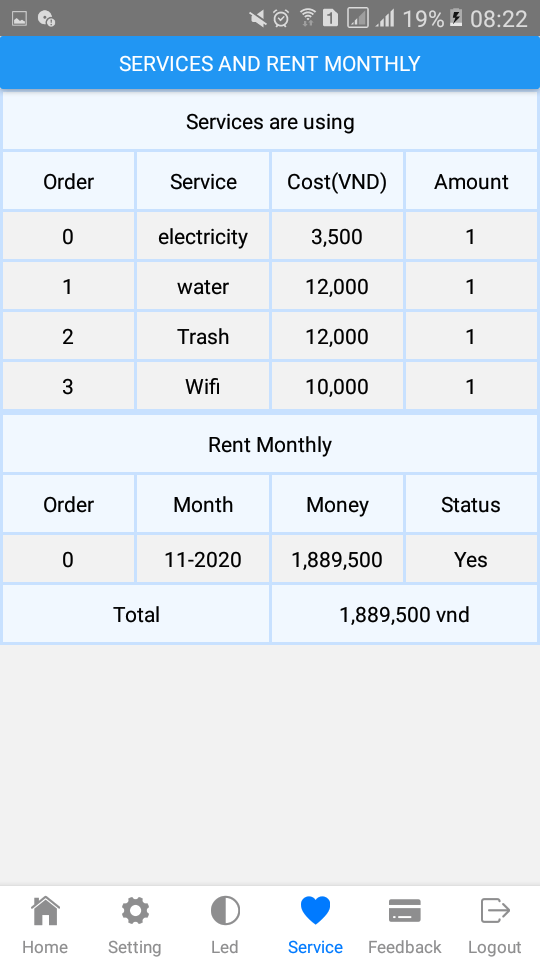 1 19% 08:22
SERVICES AND RENT MONTHLY
Services are using
Order Service Cost(VND) Amount
0 electricity 3,500 1
1 water 12,000 1
2 Trash 12,000 1
3 Wifi 10,000 1
Rent Monthly
Order Month Money Status
0 11-2020 1,889,500 Yes
Total 1,889,500 vnd
Home Setting Led Service Feedback Logout